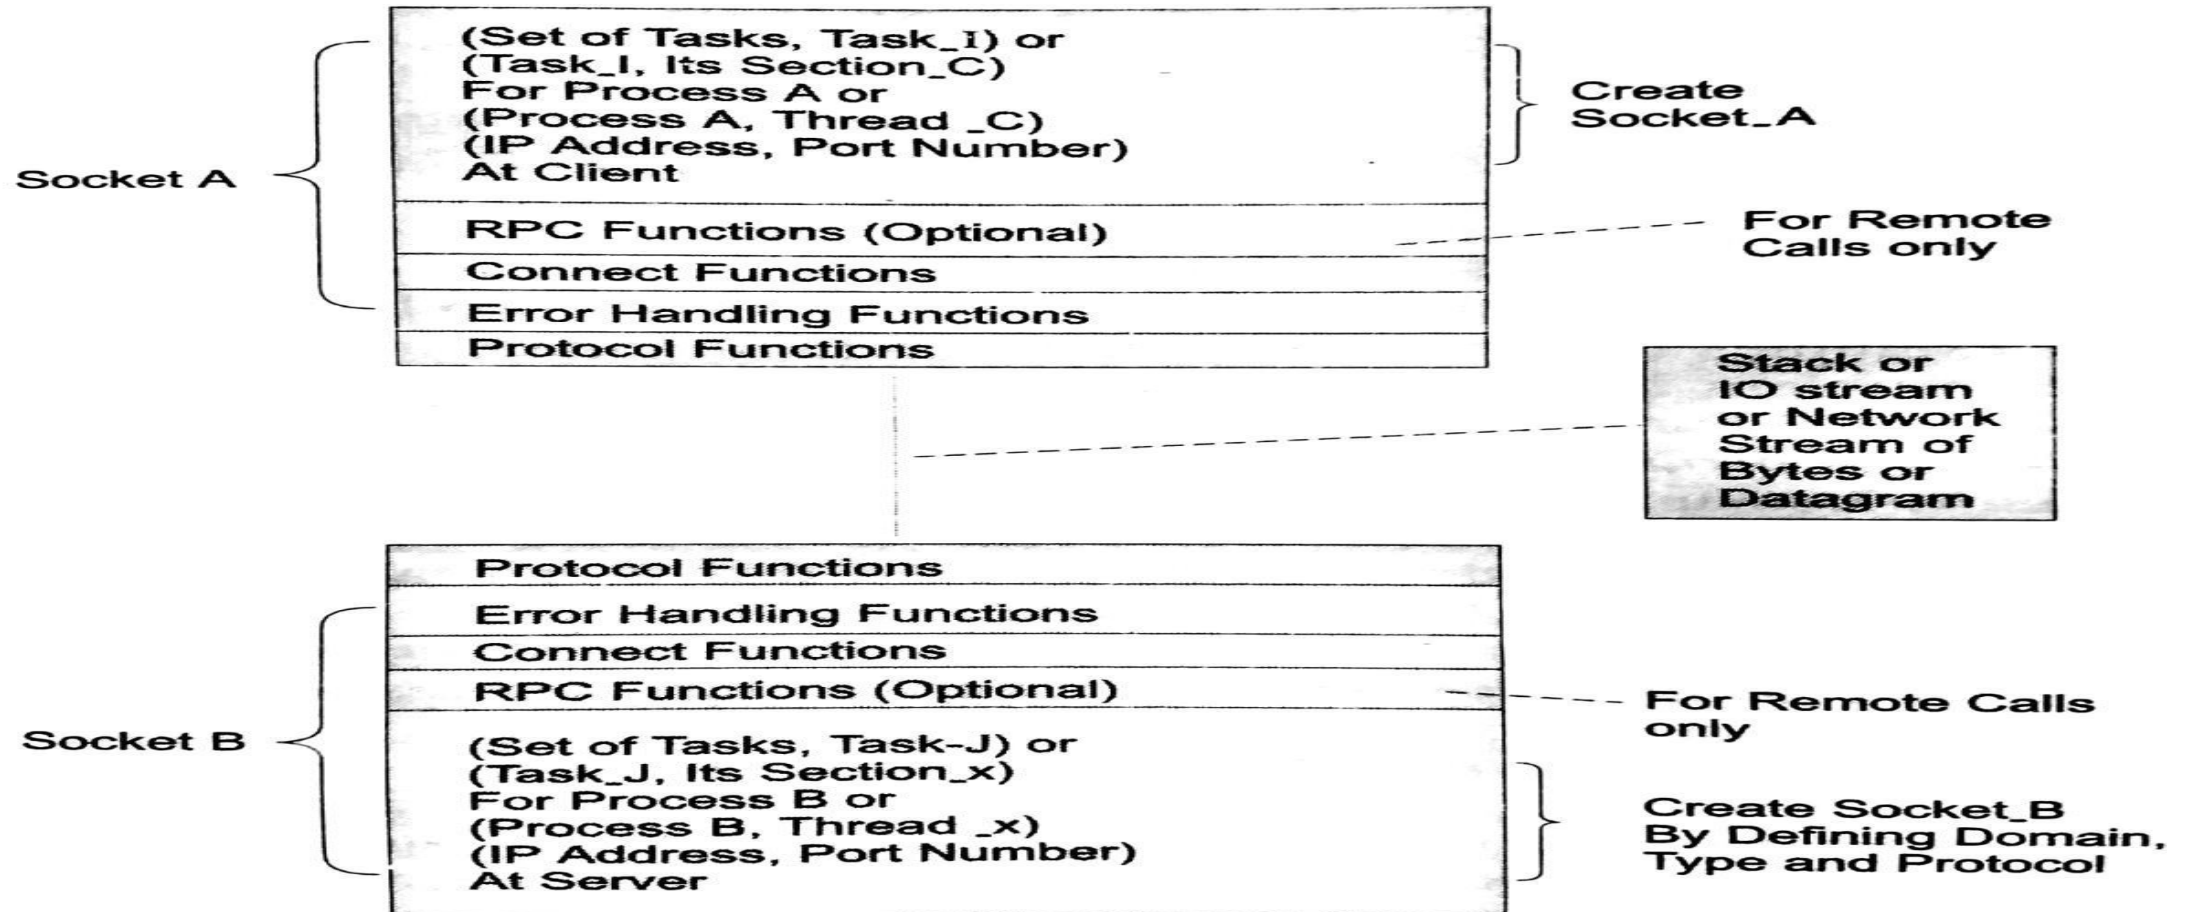 (Set of Tasks, Task_I) or
(Task_I, Its Section_C)
For Process A or
(Process A, Thread _C)
(IP Address, Port Number)
At Client
Create
Socket_A
Socket A
RPC Functions (Optional)
For Remote
Calls only
Connect Functions
Error Handling Functions
Protocol Functions
Stack or
IO stream
or Network
Stream of
Bytes or
Datagram
Protocol Functions
Error Handling Functions
Connect Functions
RPC Functions (Optional)
For Remote Calls
only
Socket B
(Set of Tasks, Task-J) or
(Task_J, Its Section_x)
For Process B or
(Process B, Thread _x)
(IP Address, Port Number)
At Server
Create Socket_B
By Defining Domain,
Type and Protocol